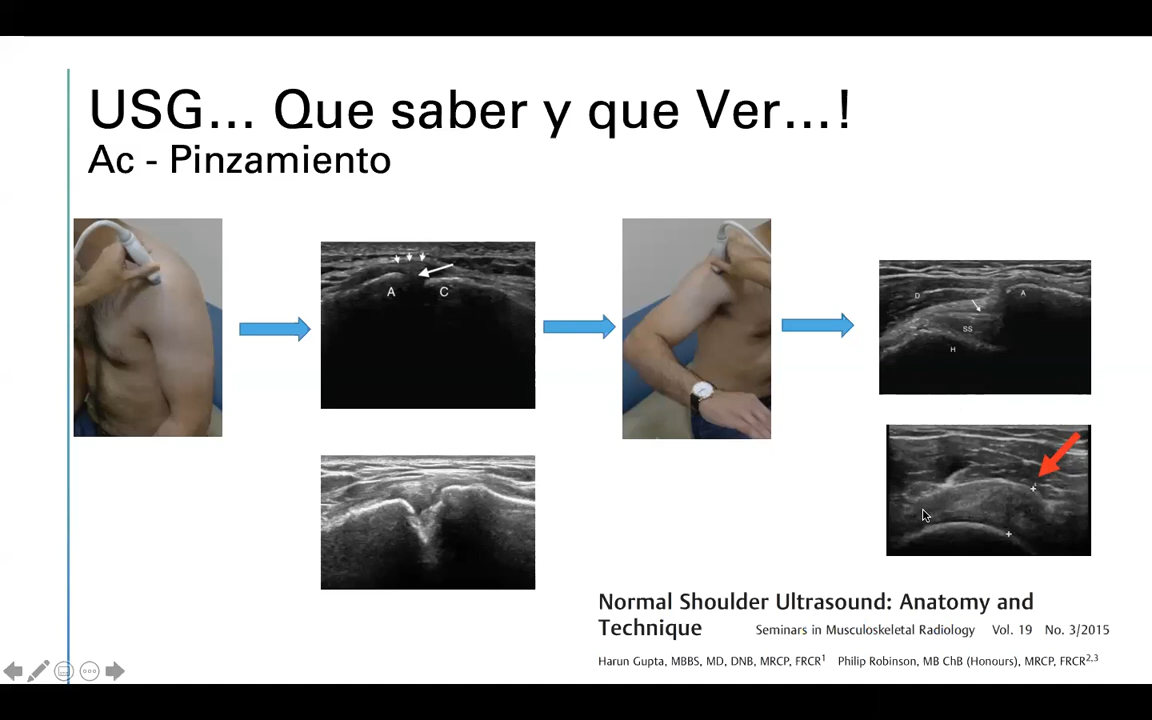 USG... Que saber y que Ver...!
Ac - Pinzamiento
A C
D
A
SS
H
Normal Shoulder Ultrasound: Anatomy and
Technique
Seminars in Musculoskeletal Radiology Vol. 19 No. 3/2015
Harun Gupta, MBBS, MD, DNB, MRCP, FRCR1 Philip Robinson, MB ChB (Honours), MRCP, FRCR2,3